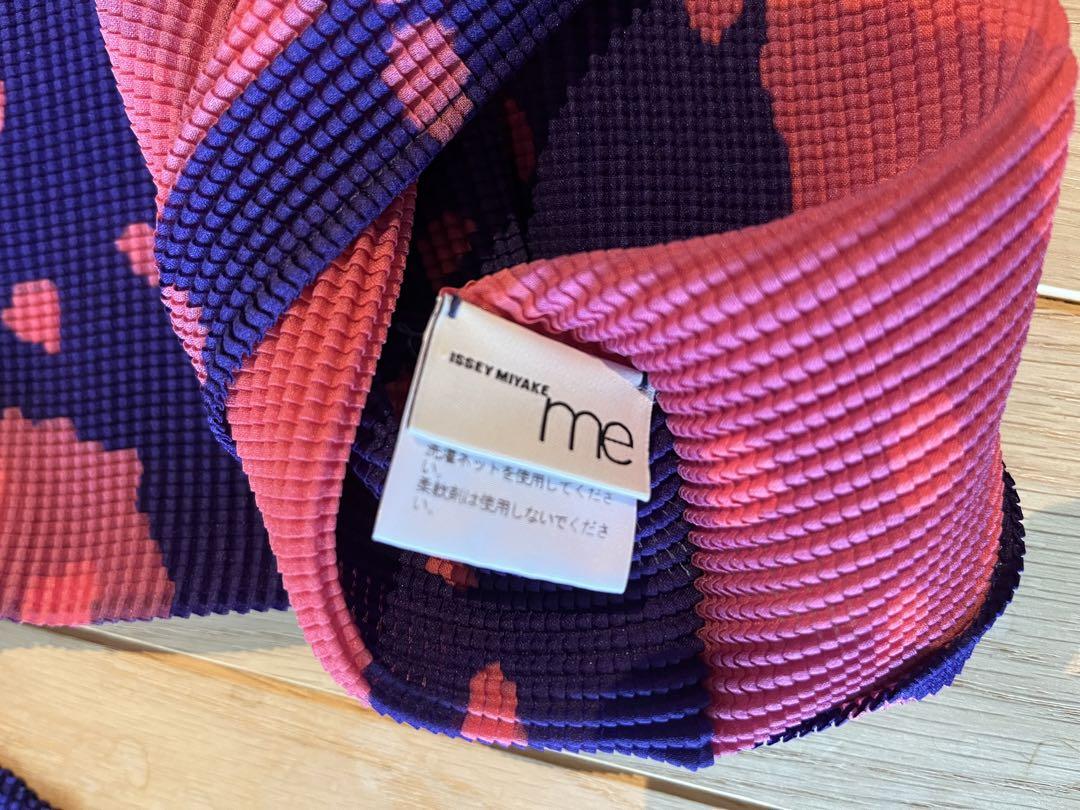 ISSEY MIYAKE
me
洗濯ネットを使用してくださ
い。
柔軟剤は使用しないでくださ
い。